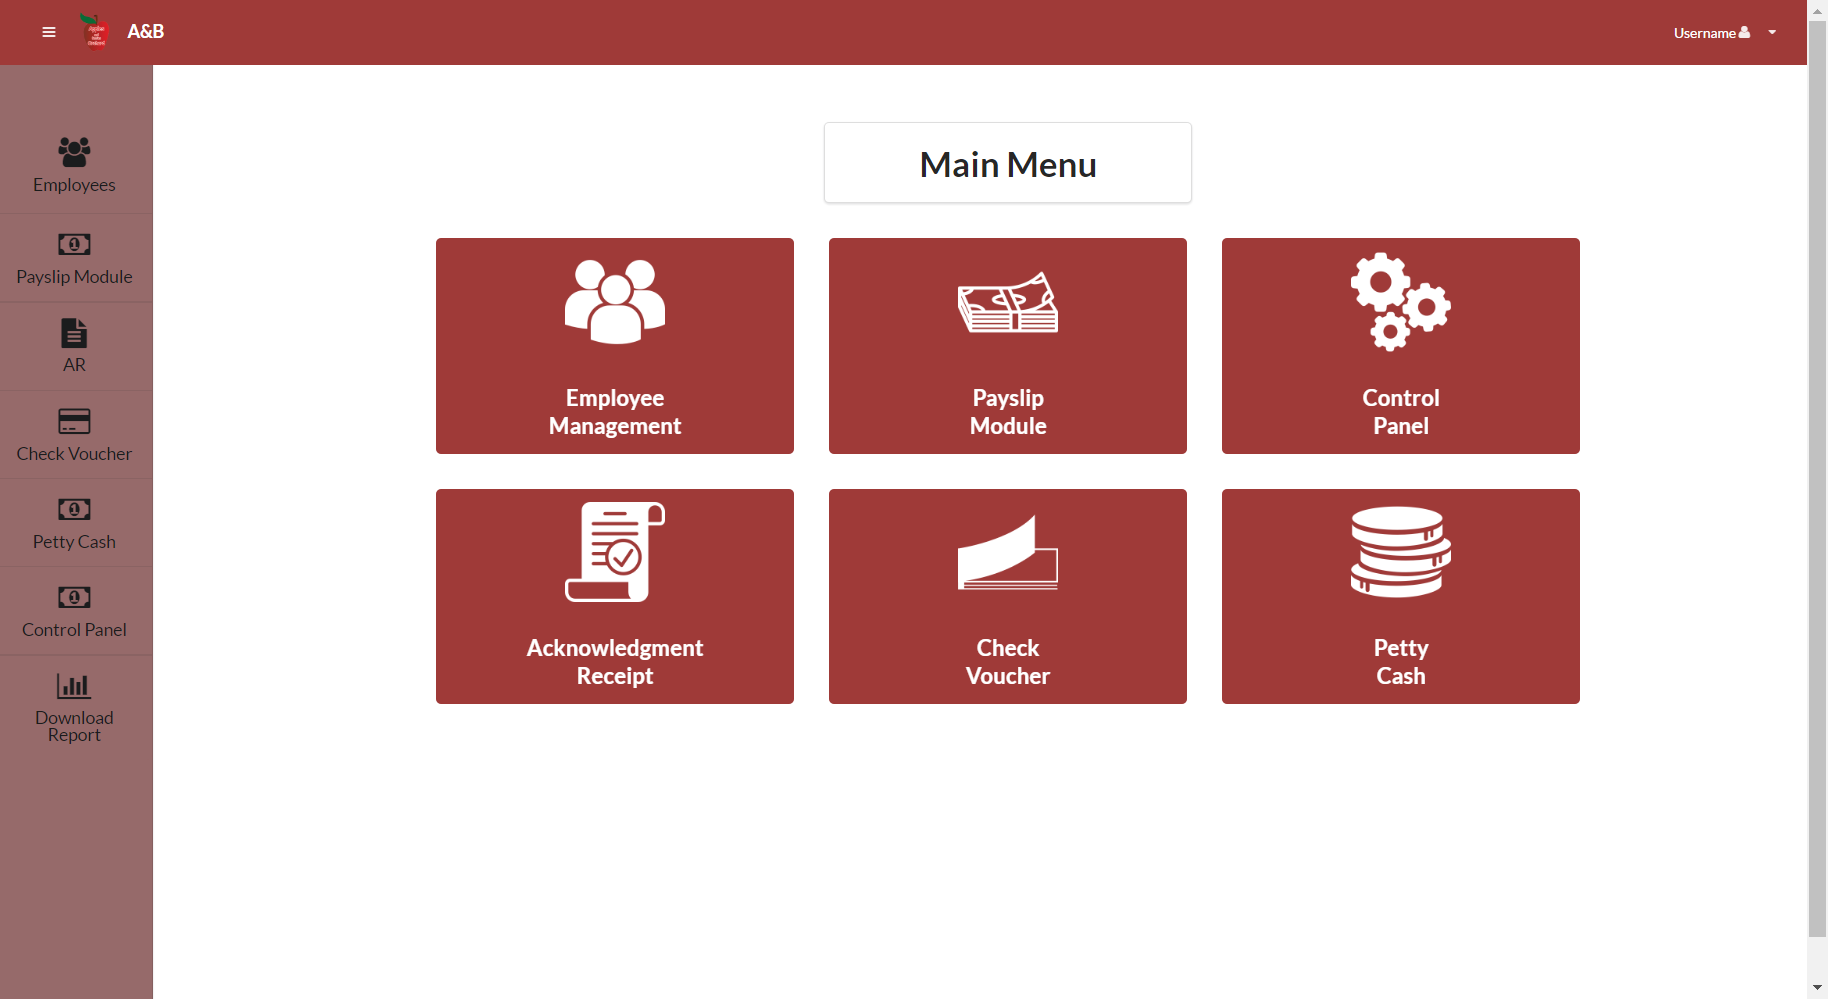 A&B
Username
Employees
Payslip Module
AR
Check Voucher
Petty Cash
Control Panel
Download
Report
Main Menu
Employee
Management
Payslip
Module
Control
Panel
Acknowledgment
Receipt
Check
Voucher
Petty
Cash